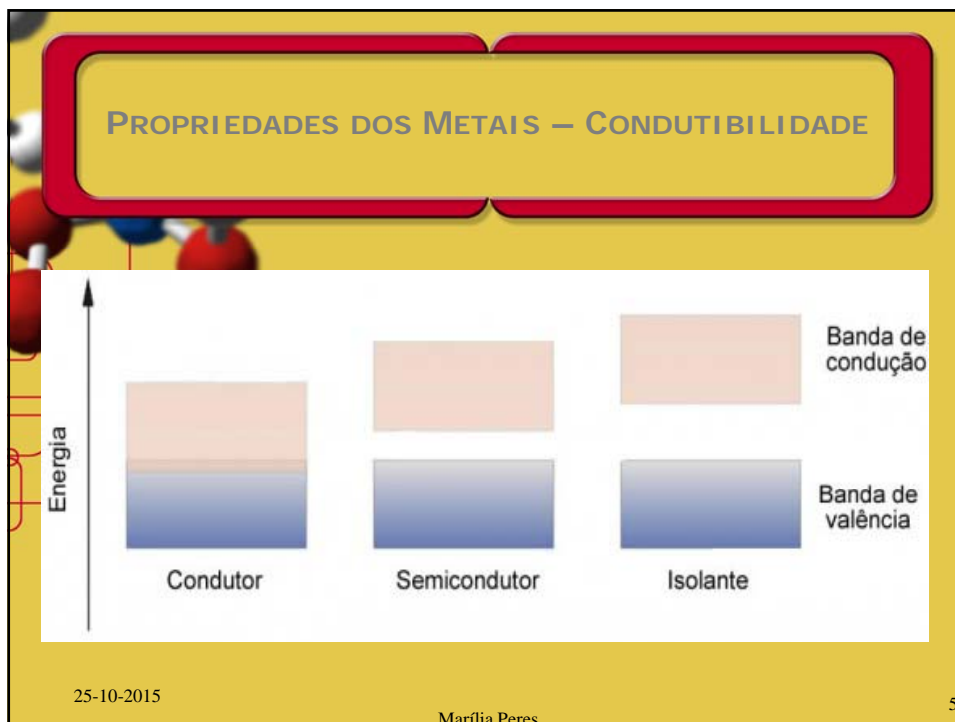 PROPRIEDADES DOS METAIS – CONDUTIBILIDADE
Energia
Banda de
condução
Banda de
valência
Condutor
Semicondutor
Isolante
25-10-2015
Marília Peres
5